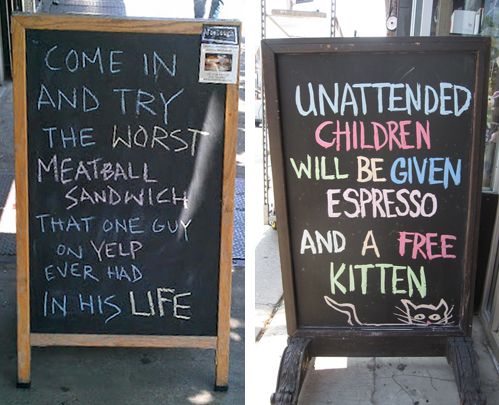 COME IN
AND TRY
THE WORST
MEATBALL
SANDWICH
THAT ONE GUY
ON YELP
EVER HAD
IN HIS LIFE
UNATTENDED
CHILDREN
WILL BE GIVEN
ESPRESSO
AND A FREE
KITTEN